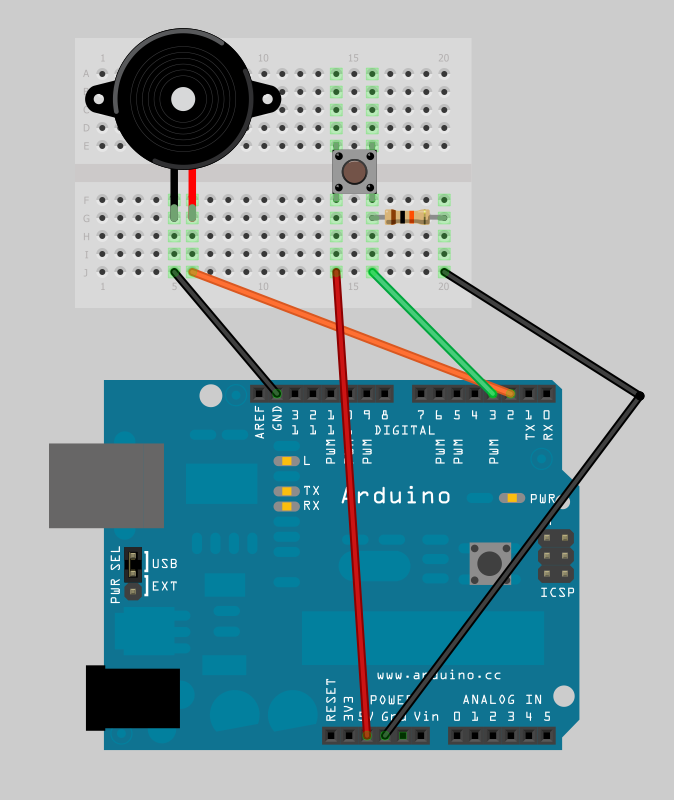 1 10 15 20
A
B
C
D
E
F
G
H
I
J
1 5 10 15 20
AREF GND 13 12 11 10 9 8 7 6 5 4 3 2 1 0
DIGITAL
PWM PWM PWM PWM PWM PWM TX RX
L
TX
RX
Arduino
PWR
PWR SEL
USB
EXT
ICSP
www.arduino.cc
POWER ANALOG IN
RESET 3V3 5V Gnd Vin 0 1 2 3 4 5